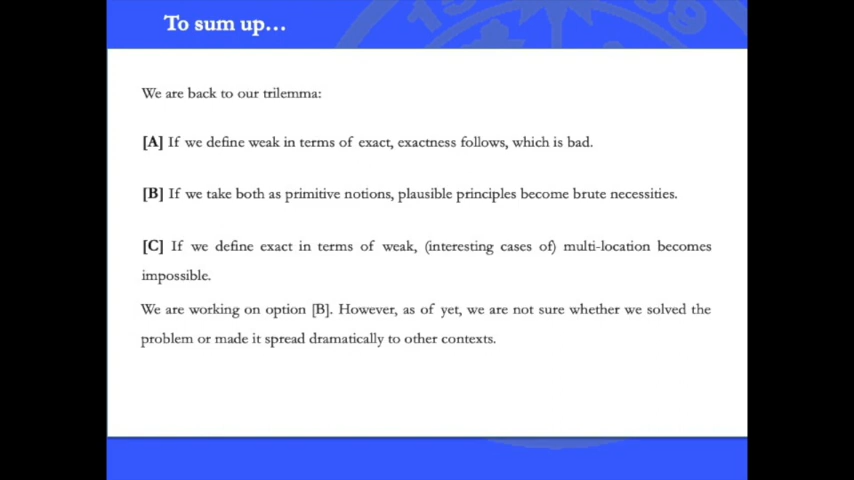 To sum up…
We are back to our trilemma:
[A] If we define weak in terms of exact, exactness follows, which is bad.
[B] If we take both as primitive notions, plausible principles become brute necessities.
[C] If we define exact in terms of weak, (interesting cases of) multi-location becomes
impossible.
We are working on option [B]. However, as of yet, we are not sure whether we solved the
problem or made it spread dramatically to other contexts.